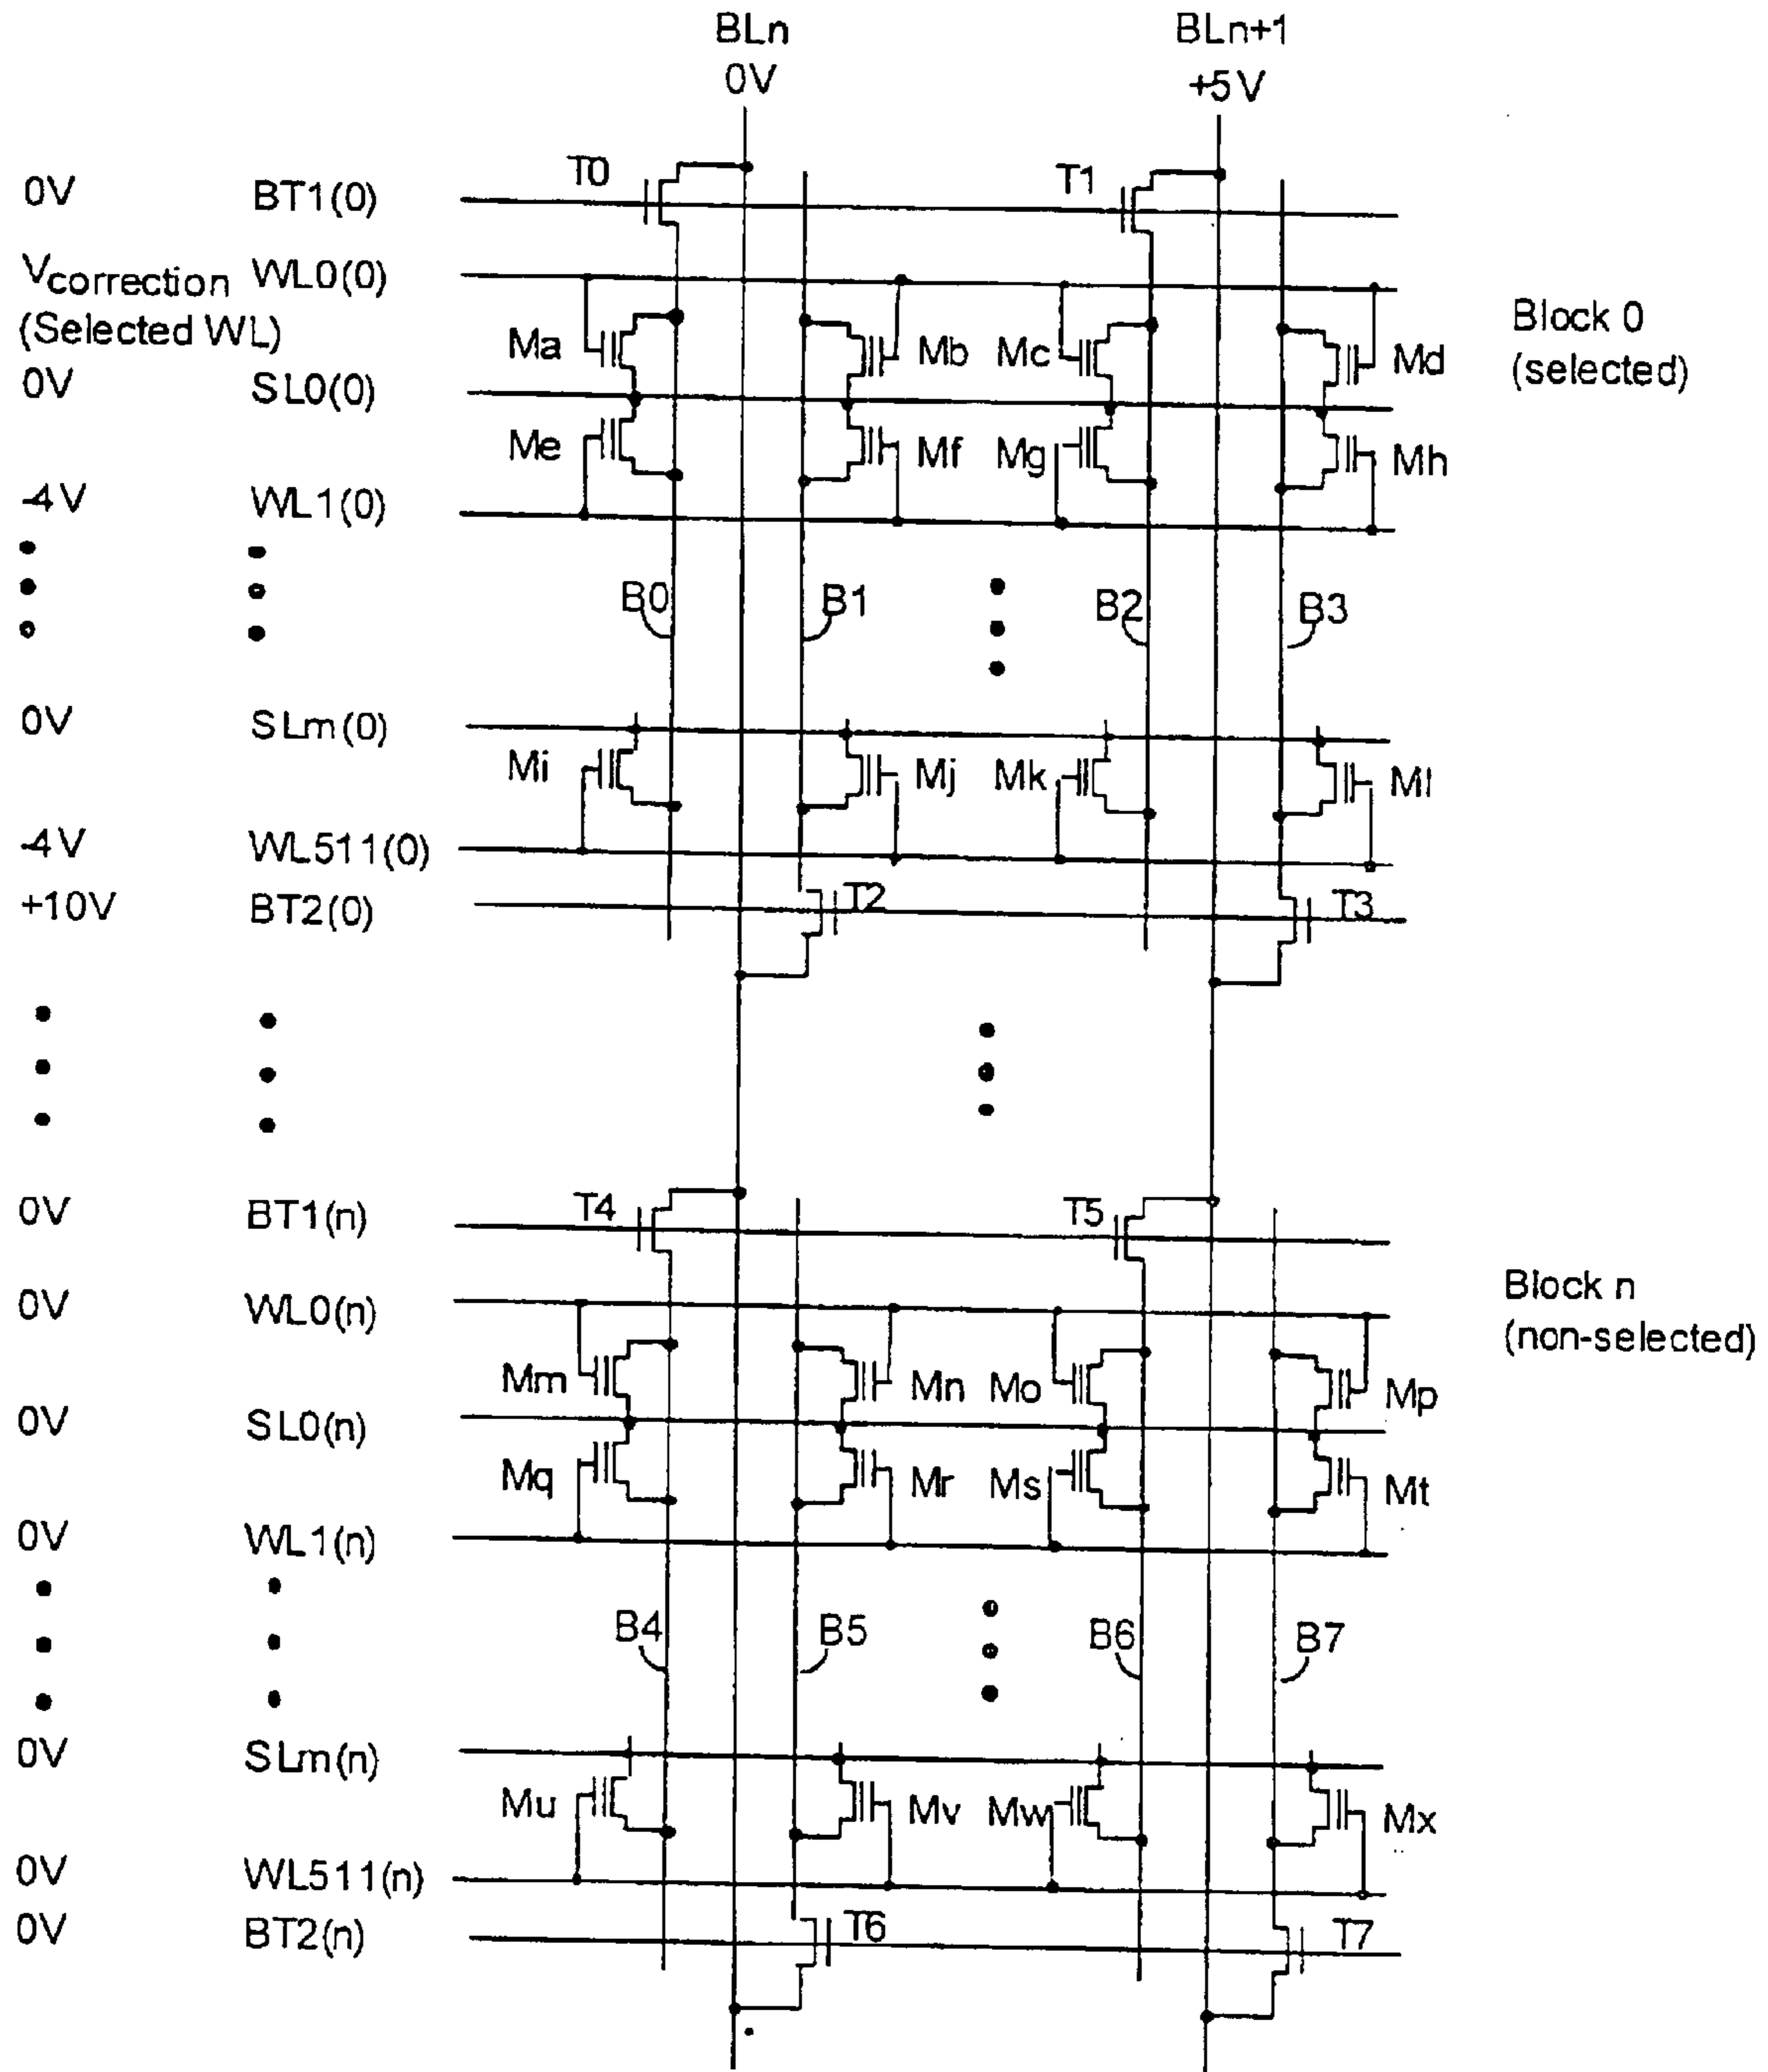 BLn BLn+1
0V +5V
T0 T1
0V BT1(0)
Vcorrection WL0(0)
(Selected WL)
Block 0
(selected)
Ma Mb Mc Md
0V SL0(0)
Me Mf Mg Mh
-4V WL1(0)
B0 B1 B2 B3
0V SLm(0)
Mi Mj Mk Ml
-4V WL511(0)
+10V BT2(0) T2 T3
0V BT1(n) T4 T5
0V WL0(n)
Block n
(non-selected)
Mm Mn Mo Mp
0V SL0(n)
Mq Mr Ms Mt
0V WL1(n)
B4 B5 B6 B7
0V SLm(n)
Mu Mv Mw Mx
0V WL511(n)
0V BT2(n) T6 T7